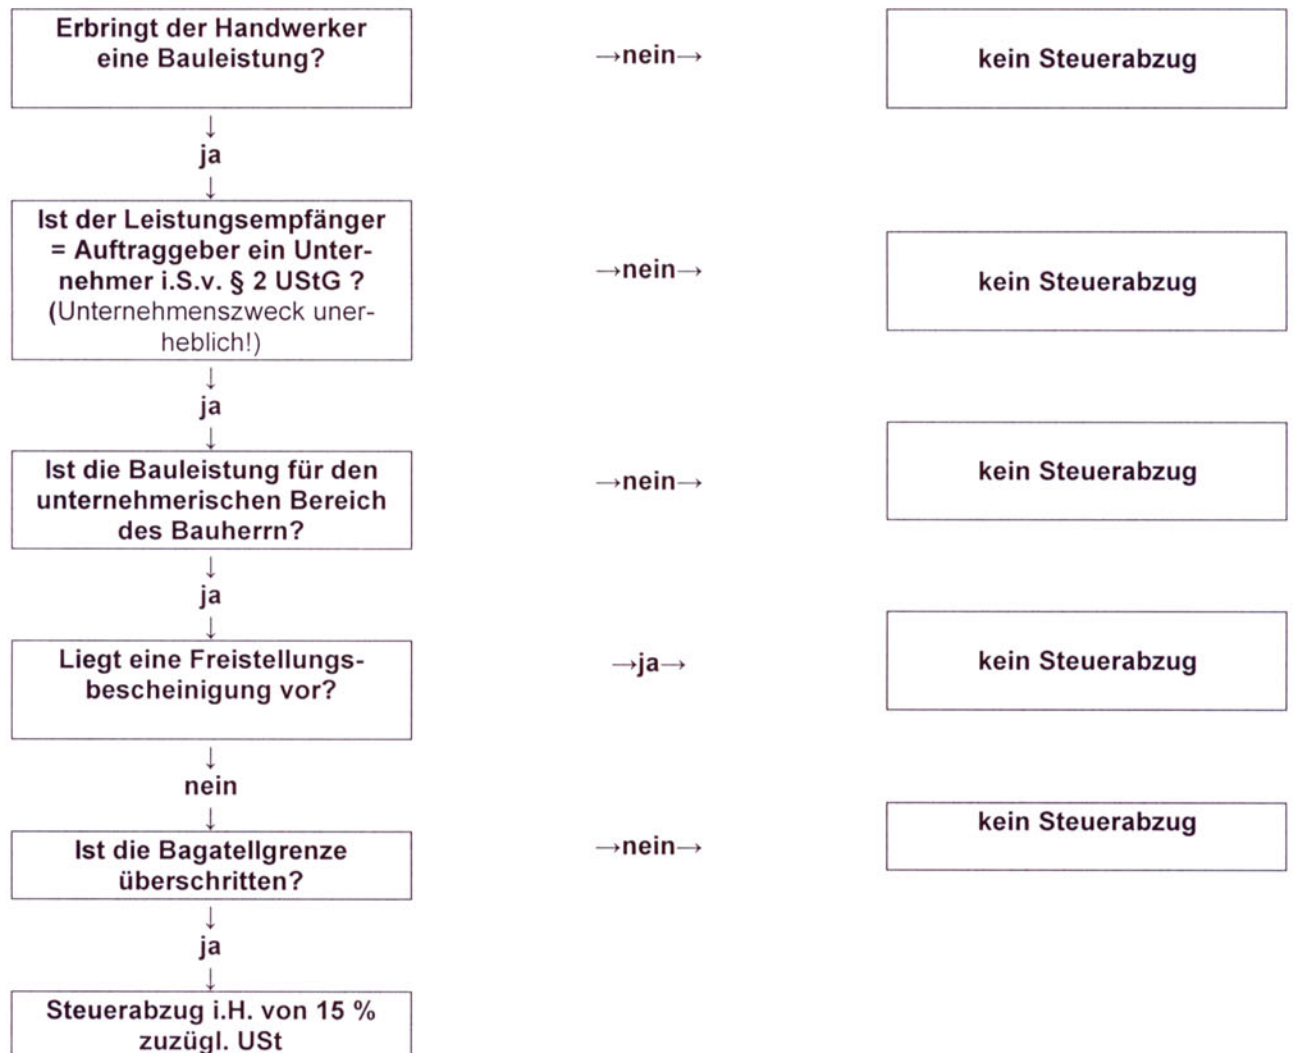 Erbringt der Handwerker
eine Bauleistung?
→nein→
kein Steuerabzug
↓
ja
↓
Ist der Leistungsempfänger
= Auftraggeber ein Unter-
nehmer i.S.v. § 2 UStG ?
(Unternehmenszweck uner-
heblich!)
→nein→
kein Steuerabzug
↓
ja
↓
Ist die Bauleistung für den
unternehmerischen Bereich
des Bauherrn?
→nein→
kein Steuerabzug
↓
ja
↓
Liegt eine Freistellungs-
bescheinigung vor?
→ja→
kein Steuerabzug
↓
nein
↓
Ist die Bagatellgrenze
überschritten?
→nein→
kein Steuerabzug
↓
ja
↓
Steuerabzug i.H. von 15 %
zuzügl. USt